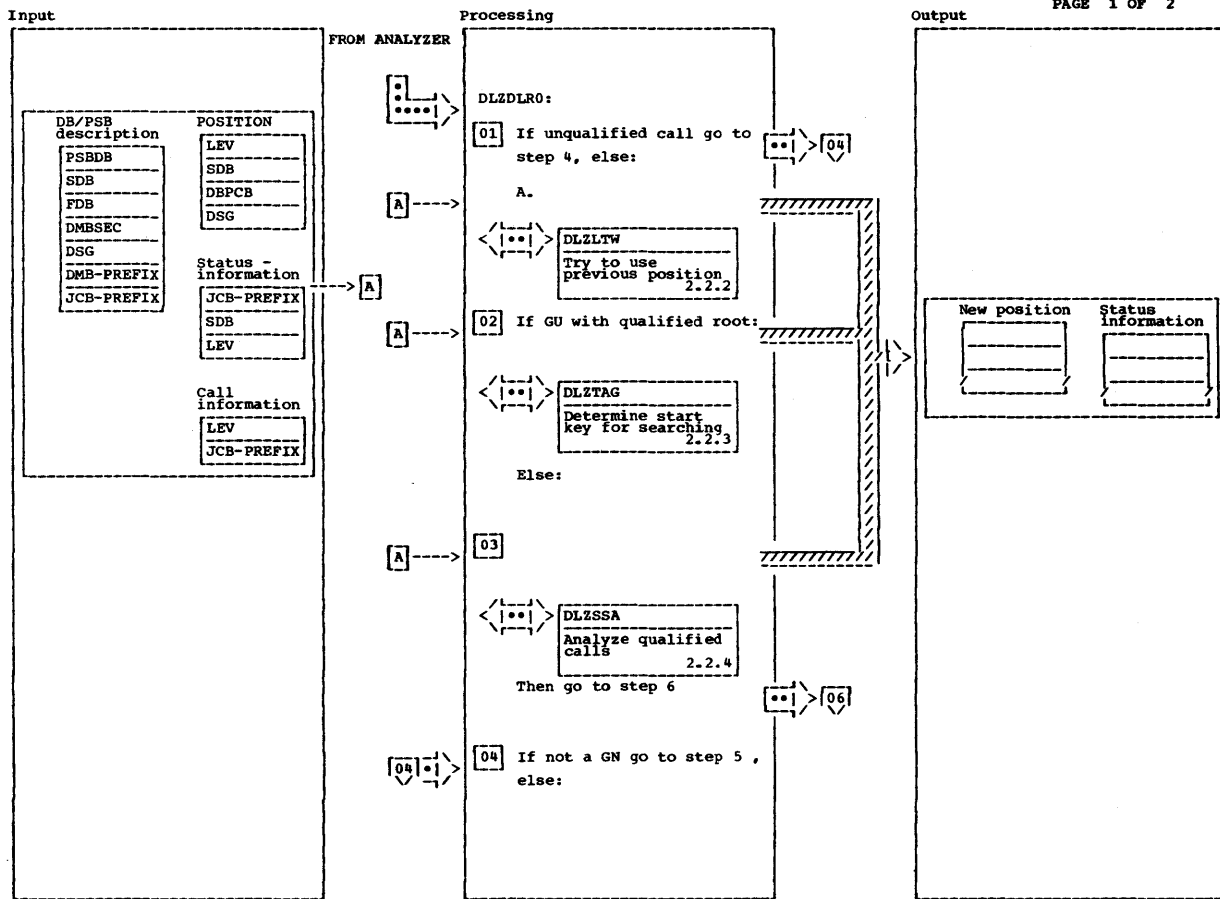 PAGE 1 OF 2
Input
Processing
Output
FROM ANALYZER
DB/PSB
description
PSBDB
SDB
FDB
DMBSEC
DSG
DMB-PREFIX
JCB-PREFIX
POSITION
LEV
SDB
DBPCB
DSG
Status -
information
JCB-PREFIX
SDB
LEV
Call
information
LEV
JCB-PREFIX
A
DLZDLR0:
01 If unqualified call go to
step 4, else:
04
A.
A
DLZLTW
Try to use
previous position
2.2.2
A
02 If GU with qualified root:
DLZTAG
Determine start
key for searching
2.2.3
Else:
A
03
DLZSSA
Analyze qualified
calls
2.2.4
Then go to step 6
06
04
04 If not a GN go to step 5 ,
else:
New position
Status
information